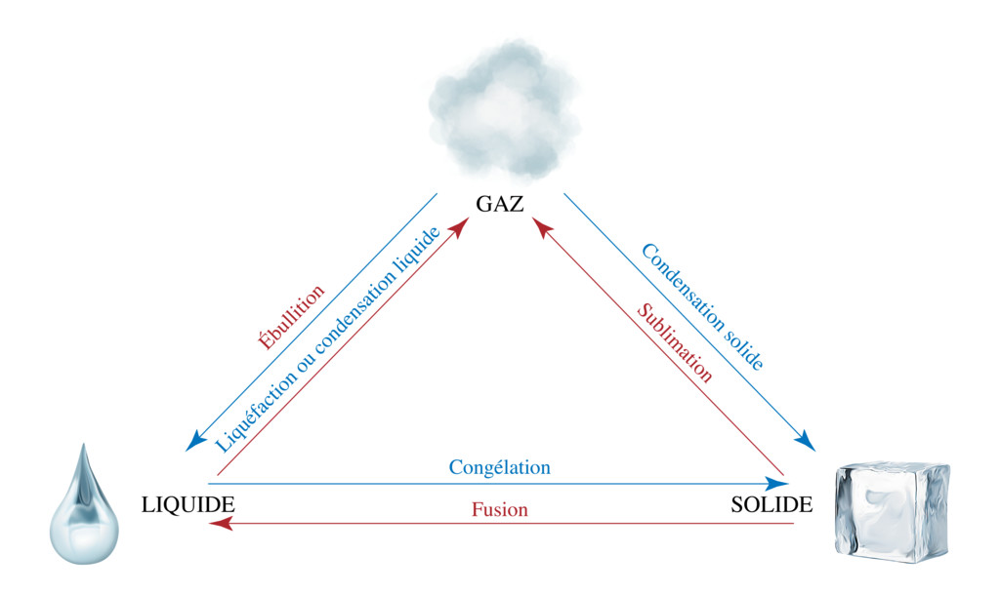 GAZ
Ébullition
Liquéfaction ou condensation liquide
Condensation solide
Sublimation
Congélation
LIQUIDE
SOLIDE
Fusion